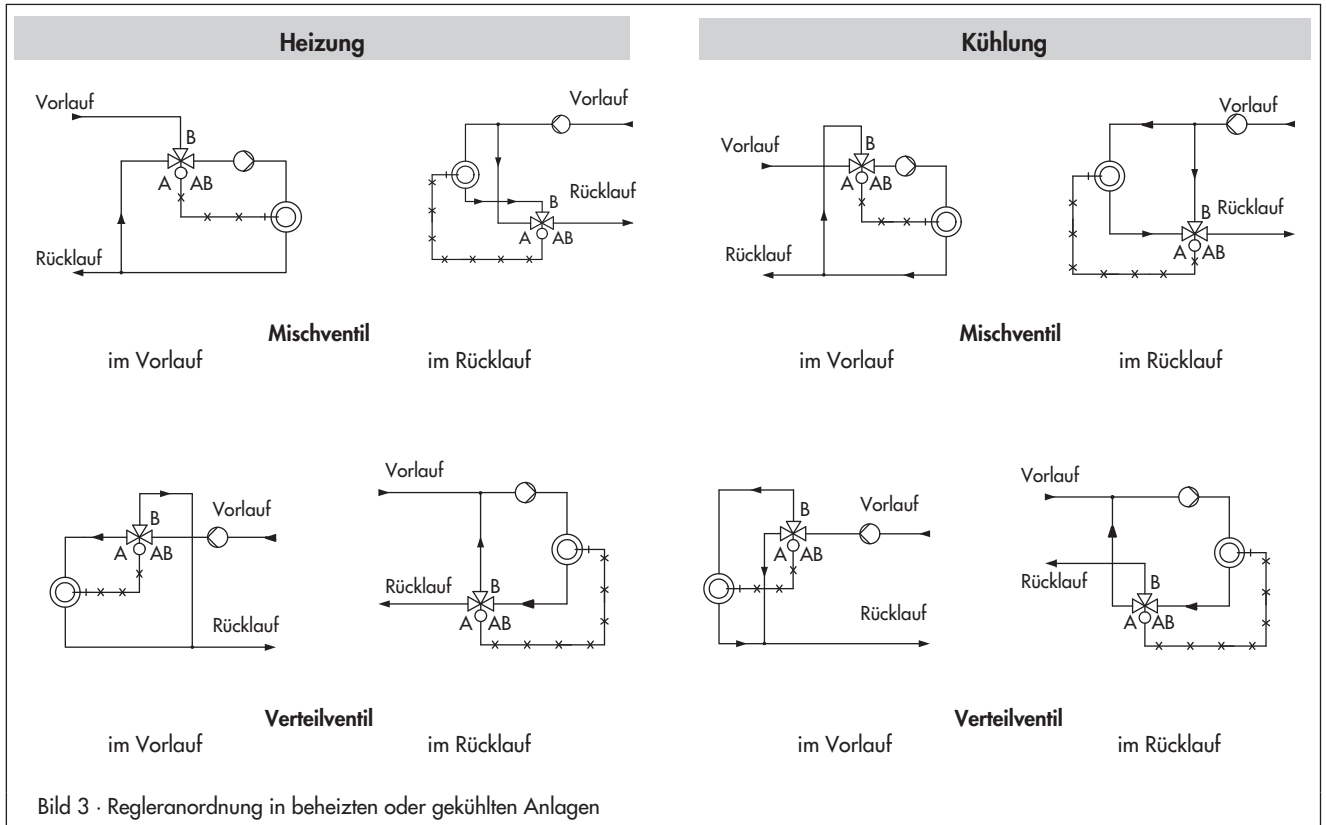 Heizung
Kühlung
Vorlauf
B
A AB
Rücklauf
Vorlauf
B
Rücklauf
A AB
Vorlauf
B
A AB
Rücklauf
Vorlauf
B
Rücklauf
A AB
Mischventil
im Vorlauf
im Rücklauf
Mischventil
im Vorlauf
im Rücklauf
B
Vorlauf
A AB
Rücklauf
Vorlauf
Rücklauf
B
A AB
B
Vorlauf
A AB
Rücklauf
Vorlauf
Rücklauf
B
A AB
Verteilventil
im Vorlauf
im Rücklauf
Verteilventil
im Vorlauf
im Rücklauf
Bild 3 · Regleranordnung in beheizten oder gekühlten Anlagen